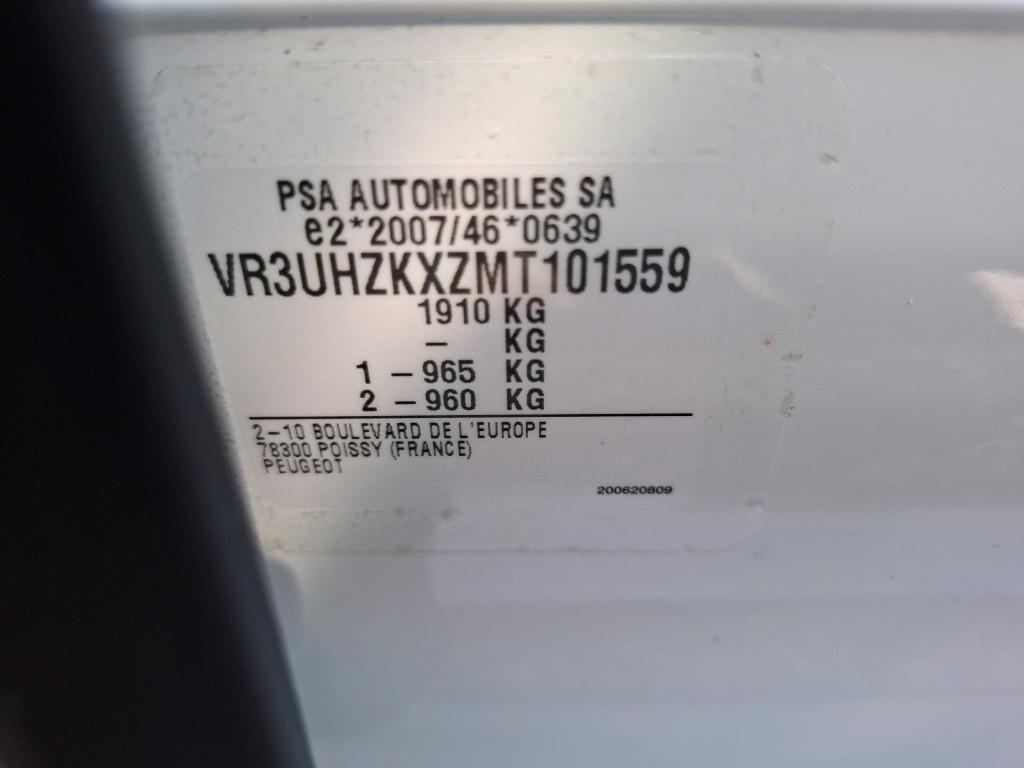 PSA AUTOMOBILES SA
e2*2007/46*0639
VR3UHZKXZMT101559
1910 KG
– KG
1 – 965 KG
2 – 960 KG
2–10 BOULEVARD DE L'EUROPE
78300 POISSY (FRANCE)
PEUGEOT
200620809